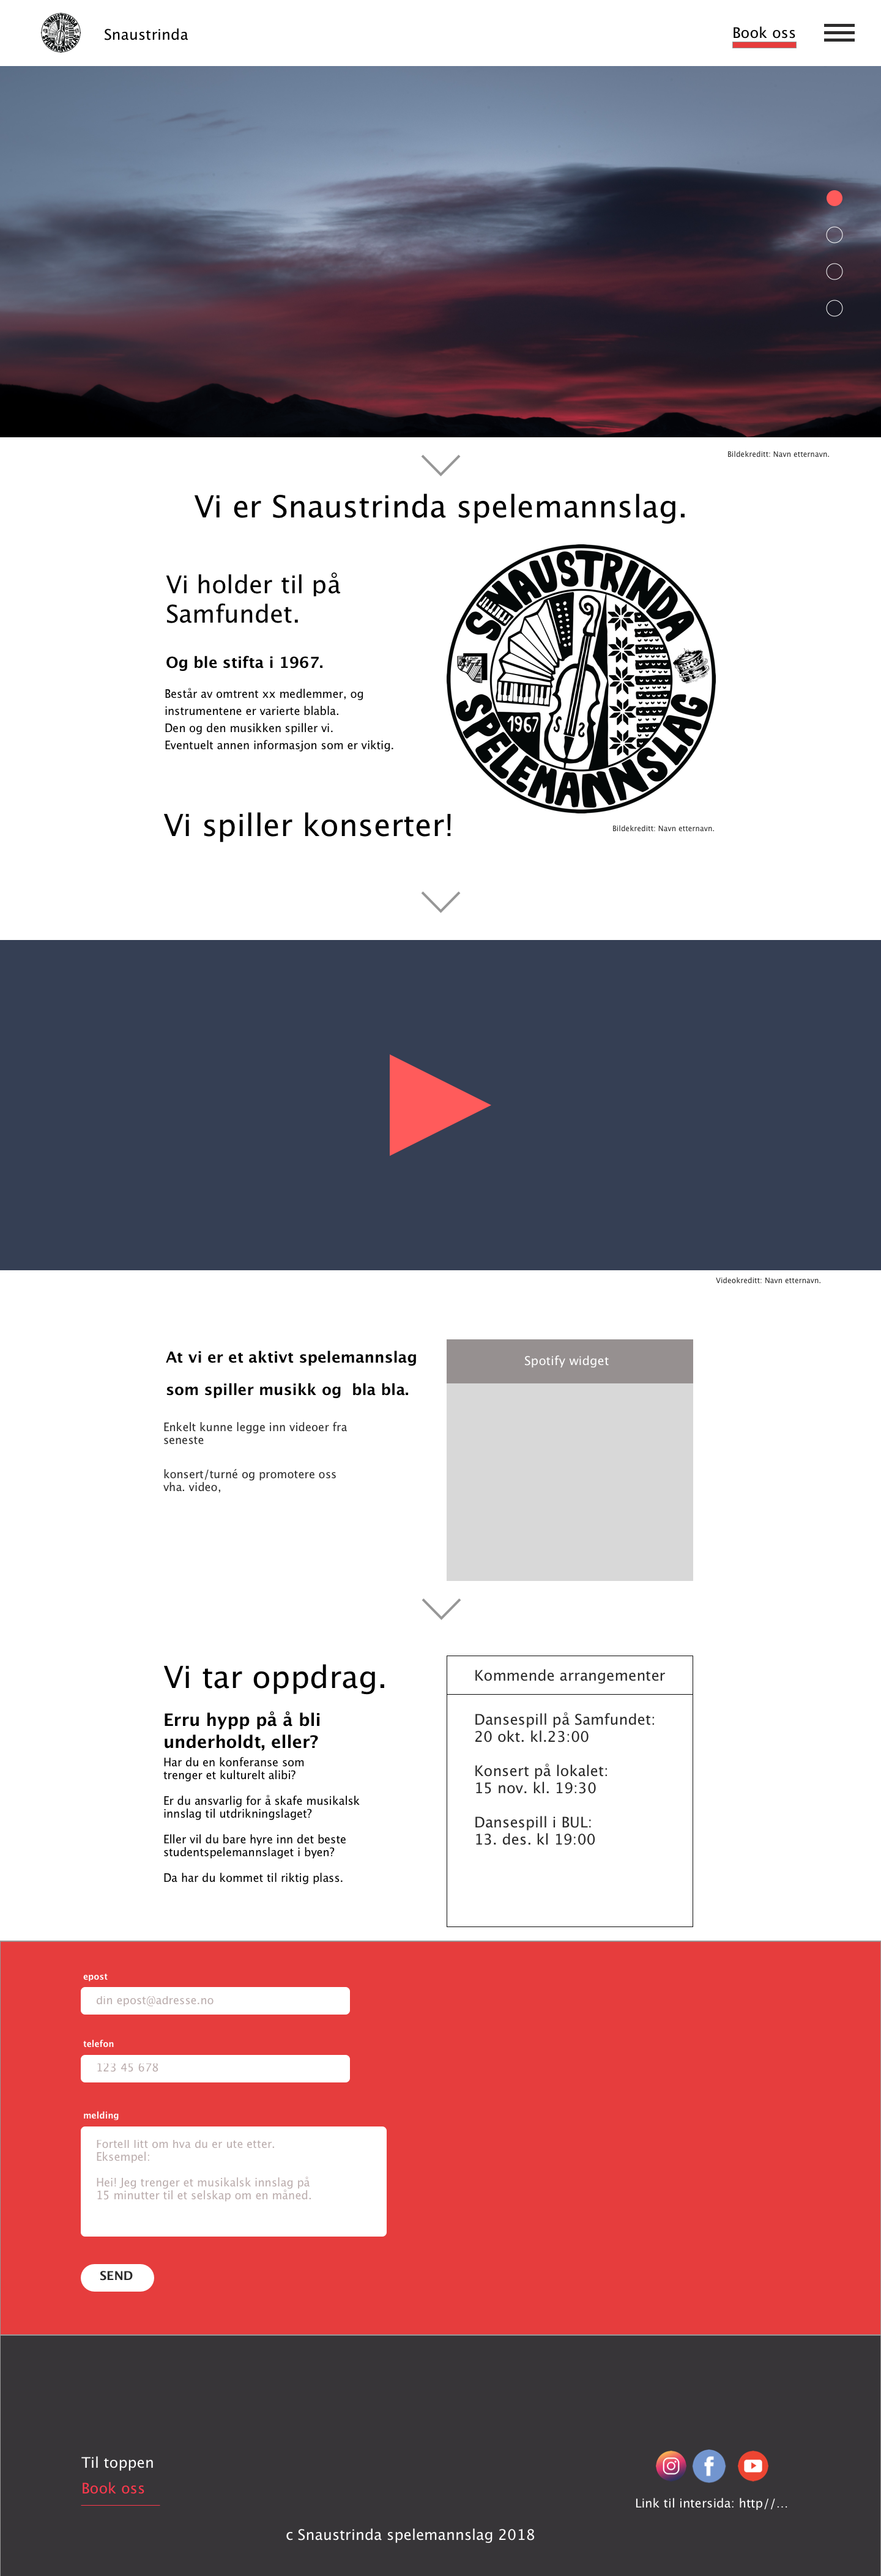 Snaustrinda
Book oss
Bildekreditt: Navn etternavn.
Vi er Snaustrinda spelemannslag.
Vi holder til på
Samfundet.
Og ble stifta i 1967.
Består av omtrent xx medlemmer, og
instrumentene er varierte blabla.
Den og den musikken spiller vi.
Eventuelt annen informasjon som er viktig.
SNAUSTRINDA
1967
SPELEMANNSLAG
Bildekreditt: Navn etternavn.
Vi spiller konserter!
Videokreditt: Navn etternavn.
At vi er et aktivt spelemannslag
som spiller musikk og  bla bla.
Enkelt kunne legge inn videoer fra
seneste
konsert/turné og promotere oss
vha. video,
Spotify widget
Vi tar oppdrag.
Erru hypp på å bli
underholdt, eller?
Har du en konferanse som
trenger et kulturelt alibi?
Er du ansvarlig for å skafe musikalsk
innslag til utdrikningslaget?
Eller vil du bare hyre inn det beste
studentspelemannslaget i byen?
Da har du kommet til riktig plass.
Kommende arrangementer
Dansespill på Samfundet:
20 okt. kl.23:00
Konsert på lokalet:
15 nov. kl. 19:30
Dansespill i BUL:
13. des. kl 19:00
epost
din epost@adresse.no
telefon
123 45 678
melding
Fortell litt om hva du er ute etter.
Eksempel:
Hei! Jeg trenger et musikalsk innslag på
15 minutter til et selskap om en måned.
SEND
Til toppen
Book oss
Link til intersida: http//...
c Snaustrinda spelemannslag 2018